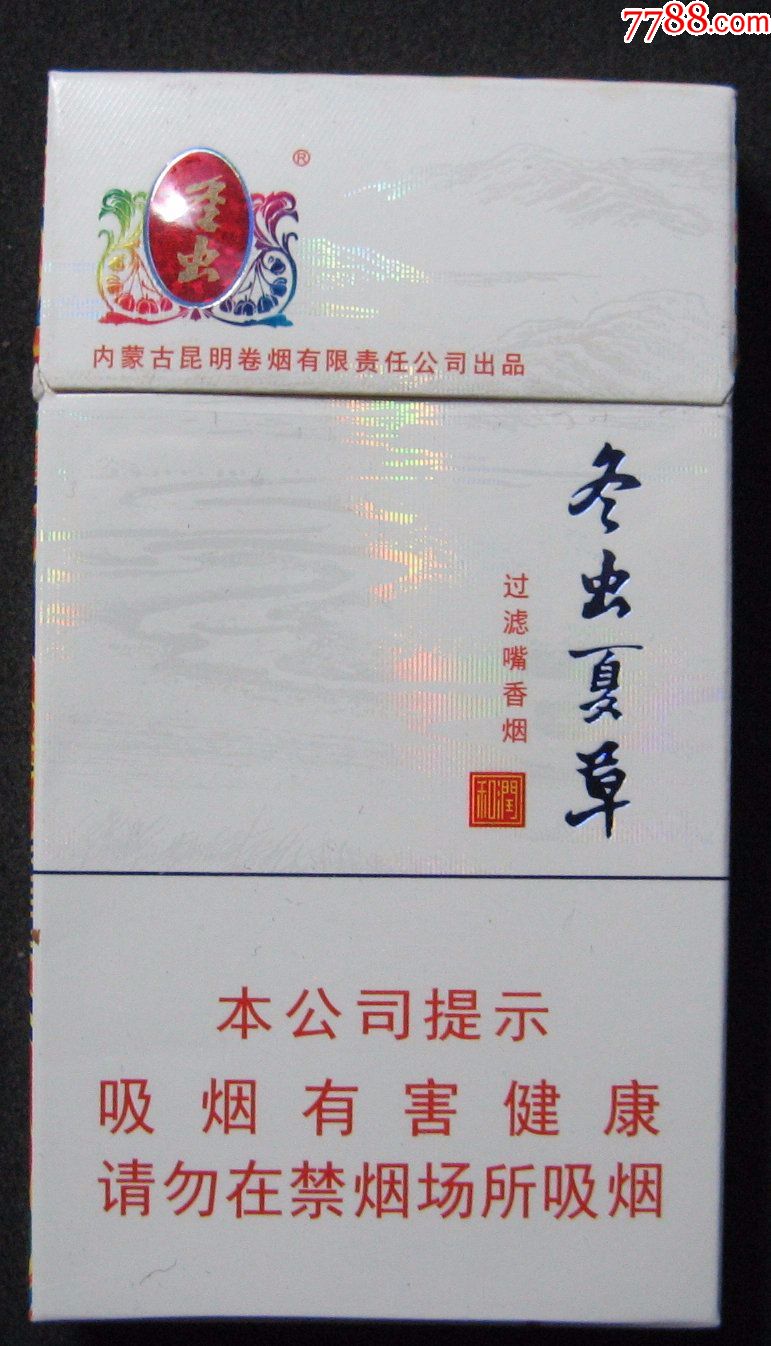 7788.com
冬虫
®
内蒙古昆明卷烟有限责任公司出品
冬虫夏草
过滤嘴香烟
和潤
本公司提示
吸烟有害健康
请勿在禁烟场所吸烟